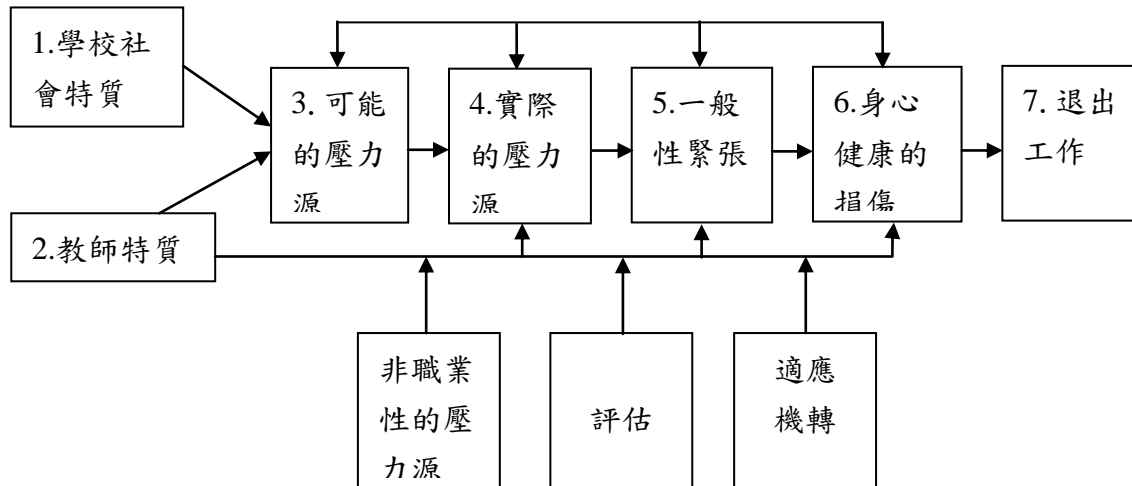 1.學校社
會特質
3. 可能
的壓力
源
4.實際
的壓力
源
5.一般
性緊張
6.身心
健康的
損傷
7. 退出
工作
2.教師特質
非職業
性的壓
力源
評估
適應
機轉